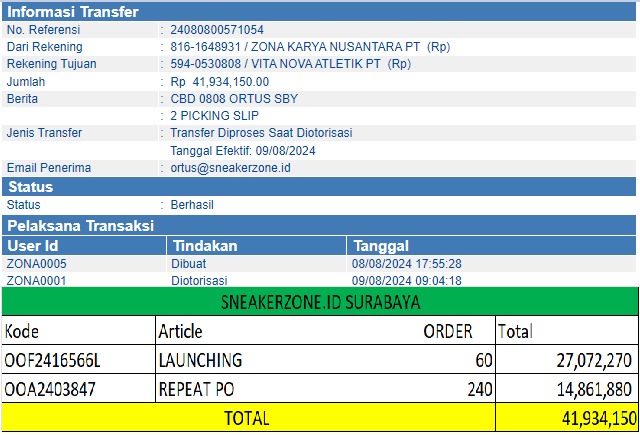 Informasi Transfer
No. Referensi : 24080800571054
Dari Rekening : 816-1648931 / ZONA KARYA NUSANTARA PT (Rp)
Rekening Tujuan : 594-0530808 / VITA NOVA ATLETIK PT (Rp)
Jumlah : Rp 41,934,150.00
Berita : CBD 0808 ORTUS SBY
: 2 PICKING SLIP
Jenis Transfer : Transfer Diproses Saat Diotorisasi
Tanggal Efektif: 09/08/2024
Email Penerima : ortus@sneakerzone.id
Status
Status : Berhasil
Pelaksana Transaksi
User Id Tindakan Tanggal
ZONA0005 Dibuat 08/08/2024 17:55:28
ZONA0001 Diotorisasi 09/08/2024 09:04:18
SNEAKERZONE.ID SURABAYA
Kode Article ORDER Total
OOF2416566L LAUNCHING 60 27,072,270
OOA2403847 REPEAT PO 240 14,861,880
TOTAL 41,934,150